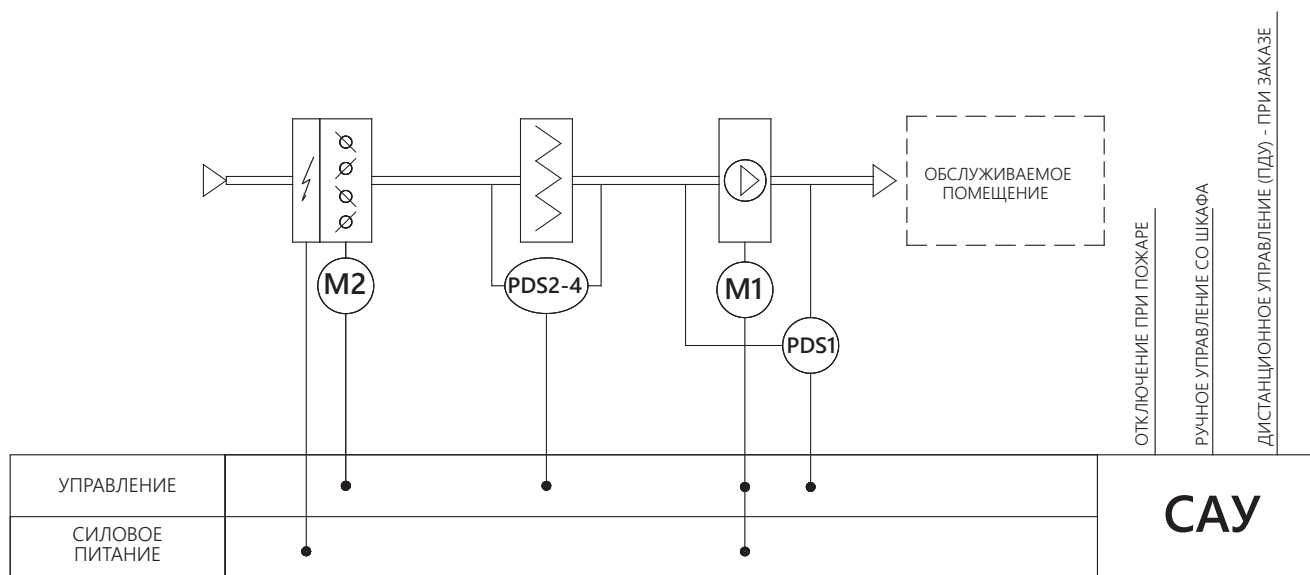 ОБСЛУЖИВАЕМОЕ
ПОМЕЩЕНИЕ
M2
PDS2-4
M1
PDS1
ОТКЛЮЧЕНИЕ ПРИ ПОЖАРЕ
РУЧНОЕ УПРАВЛЕНИЕ СО ШКАФА
ДИСТАНЦИОННОЕ УПРАВЛЕНИЕ (ПДУ) - ПРИ ЗАКАЗЕ
УПРАВЛЕНИЕ
СИЛОВОЕ
ПИТАНИЕ
САУ